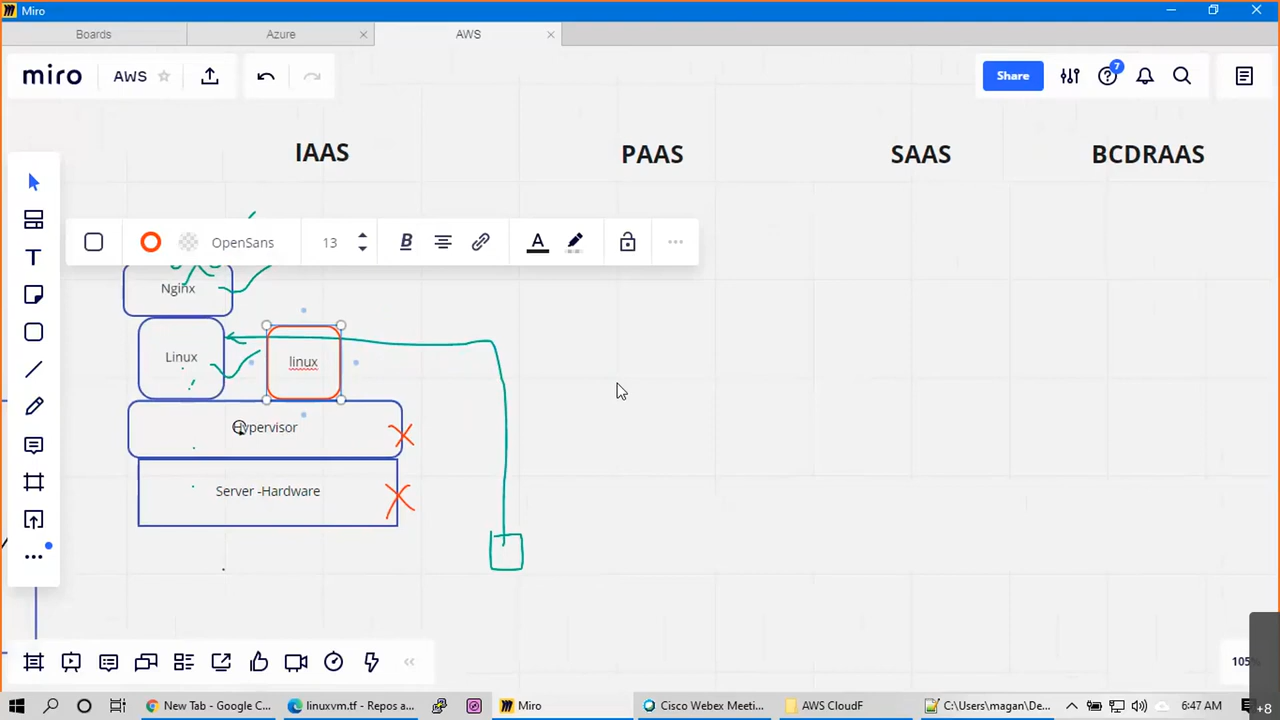 Miro
Boards
Azure
AWS
miro
AWS
Share
7
IAAS
PAAS
SAAS
BCDRAAS
OpenSans
13
B
A
Nginx
Linux
linux
Hypervisor
Server -Hardware
105%
New Tab - Google C...
linuxvm.tf - Repos a...
Miro
Cisco Webex Meeti...
AWS CloudF
C:\Users\magan\De...
6:47 AM
+8